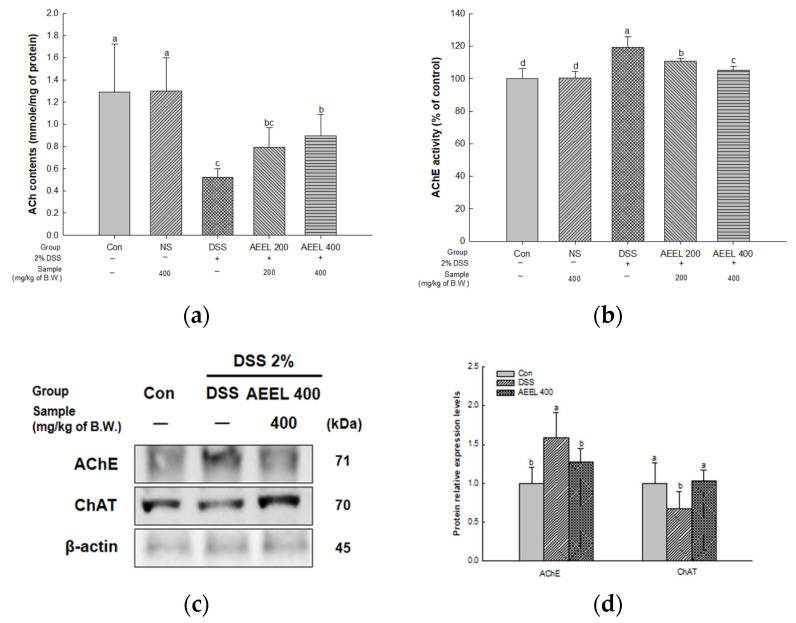 ACh contents (mmole/mg of protein)
2.0
1.8
1.6
1.4
1.2
1.0
0.8
0.6
0.4
0.2
0.0
a
a
c
bc
b
Group Con NS DSS AEEL 200 AEEL 400
2% DSS – – + + +
Sample
(mg/kg of B.W.) – 400 – 200 400
(a)
AChE activity (% of control)
140
120
100
80
60
40
20
0
d
d
a
b
c
Group Con NS DSS AEEL 200 AEEL 400
2% DSS – – + + +
Sample
(mg/kg of B.W.) – 400 – 200 400
(b)
DSS 2%
Group Con DSS AEEL 400
Sample
(mg/kg of B.W.) – – 400 (kDa)
AChE 71
ChAT 70
β-actin 45
(c)
Protein relative expression levels
2.5
2.0
1.5
1.0
0.5
0.0
Con
DSS
AEEL 400
b
a
b
a
b
a
AChE ChAT
(d)